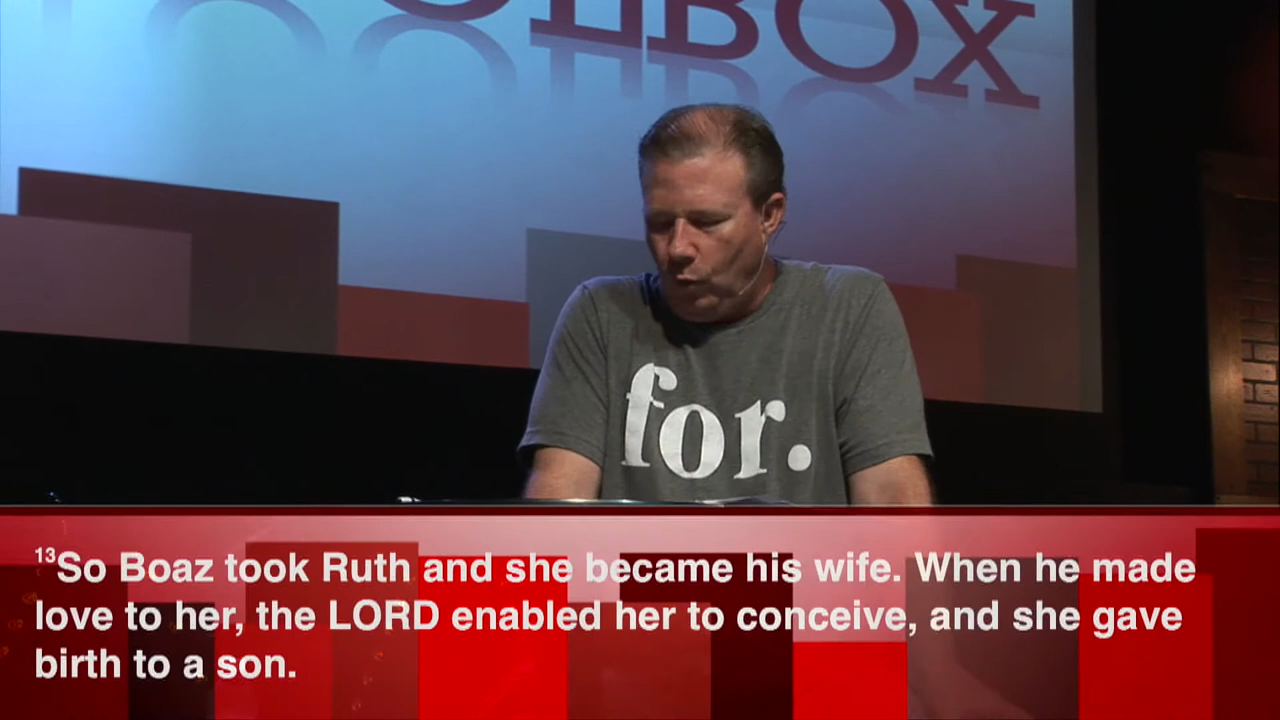 BOX
for.
¹³So Boaz took Ruth and she became his wife. When he made
love to her, the LORD enabled her to conceive, and she gave
birth to a son.